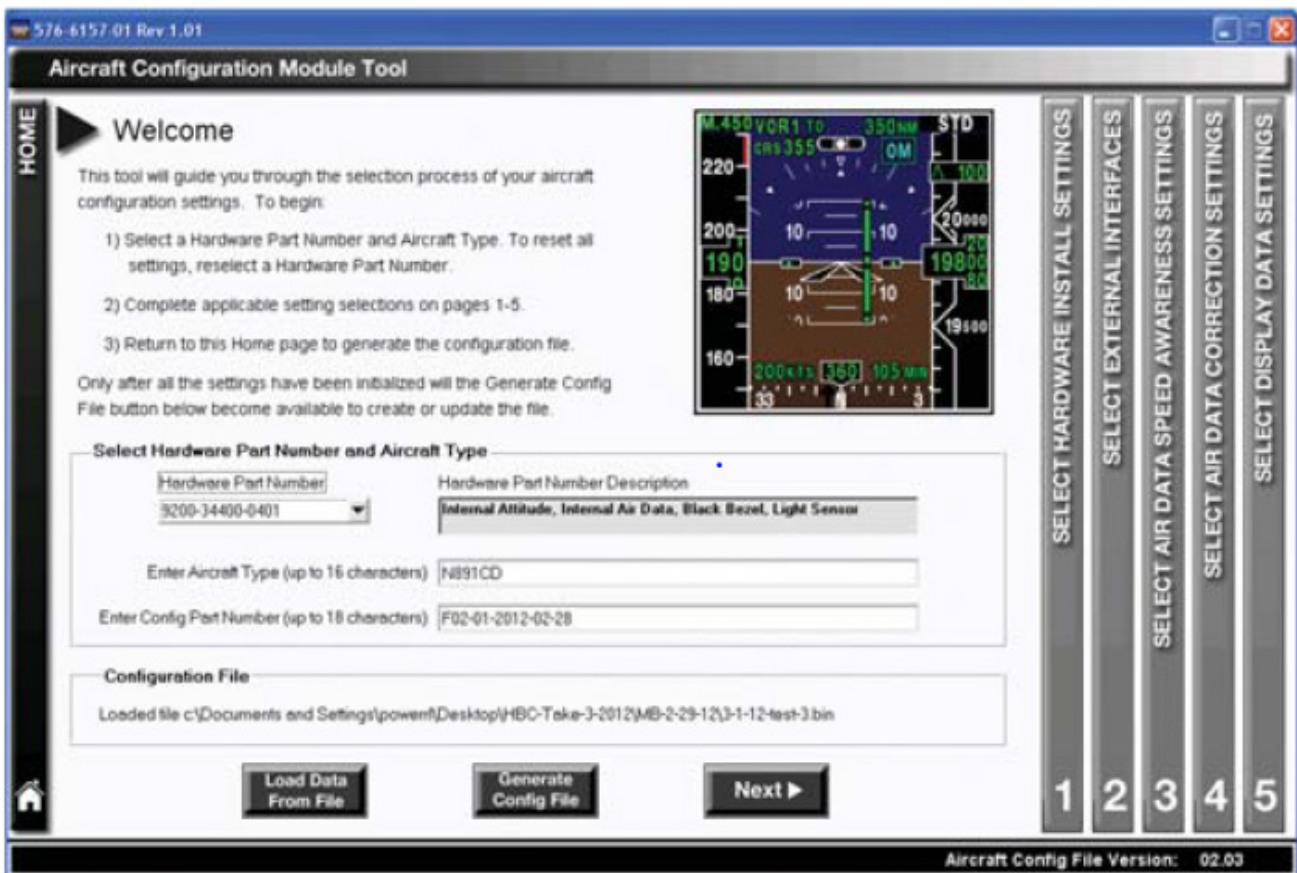 576-6157-01 Rev 1.01
Aircraft Configuration Module Tool
HOME
Welcome
This tool will guide you through the selection process of your aircraft
configuration settings. To begin:
1) Select a Hardware Part Number and Aircraft Type. To reset all
settings, reselect a Hardware Part Number.
2) Complete applicable setting selections on pages 1-5.
3) Return to this Home page to generate the configuration file.
Only after all the settings have been initialized will the Generate Config
File button below become available to create or update the file.
M.450 VOR1 TO 350NM STD
CRS 355 OM
220
100
20000
200 10 10
190 19800
20
80
180 10 10
19500
160
200KTS 360 105 MIN
33 3
Select Hardware Part Number and Aircraft Type
Hardware Part Number Hardware Part Number Description
9200-34400-0401 Internal Attitude, Internal Air Data, Black Bezel, Light Sensor
Enter Aircraft Type (up to 16 characters) N891CD
Enter Config Part Number (up to 18 characters) F02-01-2012-02-28
Configuration File
Loaded file c:\Documents and Settings\powerrf\Desktop\HBC-Take-3-2012\MB-2-29-12\3-1-12-test-3.bin
Load Data
From File
Generate
Config File
Next
SELECT HARDWARE INSTALL SETTINGS
1
SELECT EXTERNAL INTERFACES
2
SELECT AIR DATA SPEED AWARENESS SETTINGS
3
SELECT AIR DATA CORRECTION SETTINGS
4
SELECT DISPLAY DATA SETTINGS
5
Aircraft Config File Version: 02.03